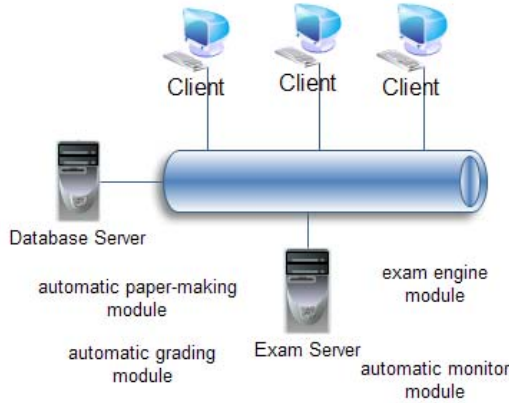 Client
Client
Client
Database Server
automatic paper-making
module
exam engine
module
automatic grading
module
Exam Server
automatic monitor
module